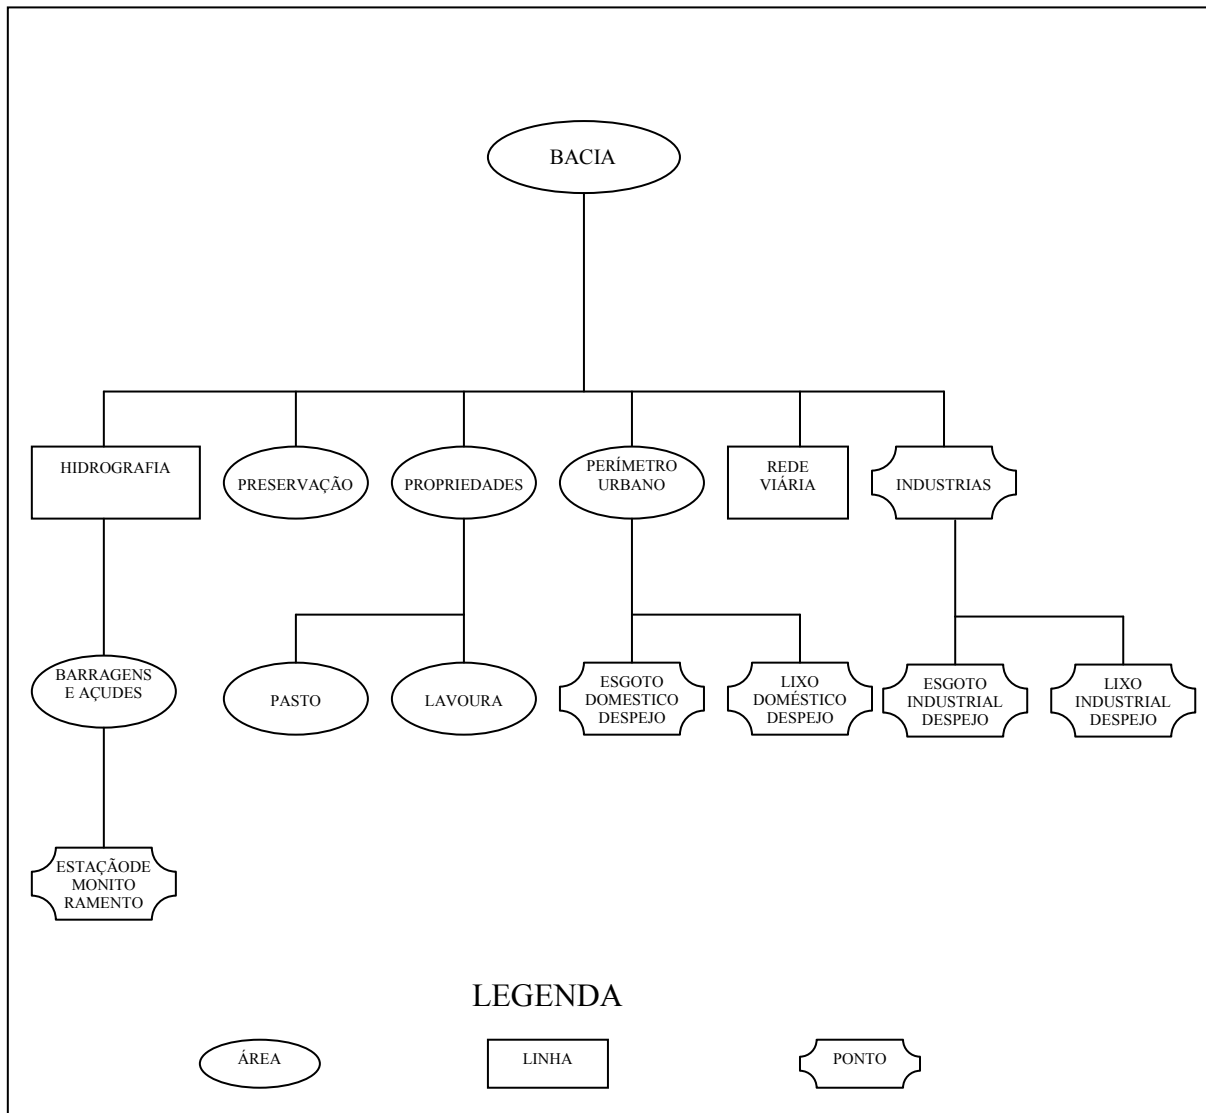 BACIA
HIDROGRAFIA
PRESERVAÇÃO
PROPRIEDADES
PERÍMETRO
URBANO
REDE
VIÁRIA
INDUSTRIAS
BARRAGENS
E AÇUDES
PASTO
LAVOURA
ESGOTO
DOMESTICO
DESPEJO
LIXO
DOMÉSTICO
DESPEJO
ESGOTO
INDUSTRIAL
DESPEJO
LIXO
INDUSTRIAL
DESPEJO
ESTAÇÃODE
MONITO
RAMENTO
LEGENDA
ÁREA
LINHA
PONTO